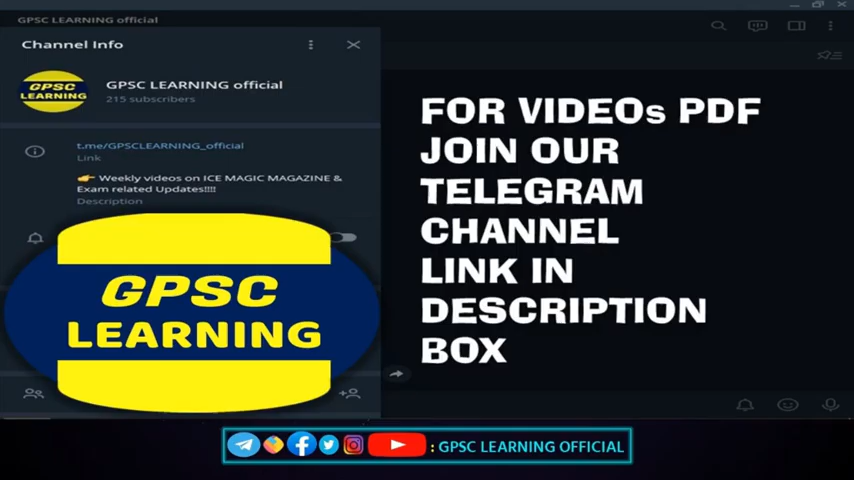 GPSC LEARNING official
Channel Info
GPSC
LEARNING
GPSC LEARNING official
215 subscribers
t.me/GPSCLEARNING_official
Link
👉 Weekly videos on ICE MAGIC MAGAZINE &
Exam related Updates!!!!
Description
GPSC
LEARNING
FOR VIDEOs PDF
JOIN OUR
TELEGRAM
CHANNEL
LINK IN
DESCRIPTION
BOX
: GPSC LEARNING OFFICIAL